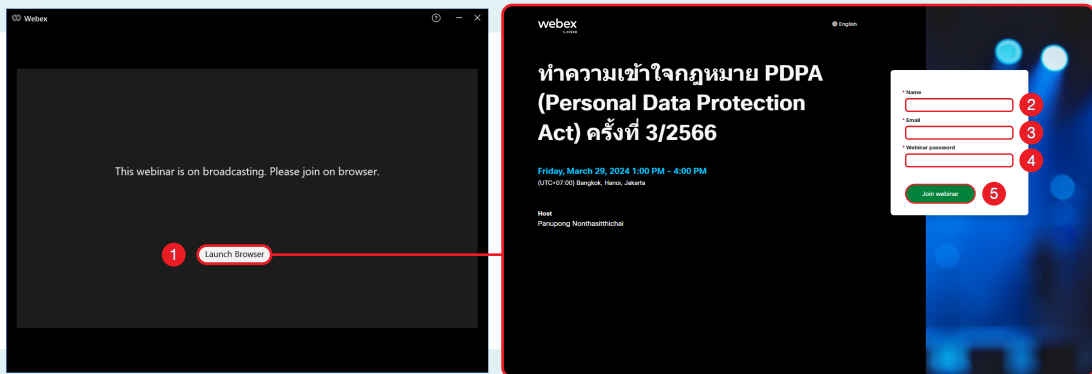 Webex
This webinar is on broadcasting. Please join on browser.
1
Launch Browser
webex
by CISCO
English
ทำความเข้าใจกฎหมาย PDPA
(Personal Data Protection
Act) ครั้งที่ 3/2566
Friday, March 29, 2024 1:00 PM - 4:00 PM
(UTC+07:00) Bangkok, Hanoi, Jakarta
Host
Panupong Nonthasitthichai
* Name
2
* Email
3
* Webinar password
4
Join webinar
5